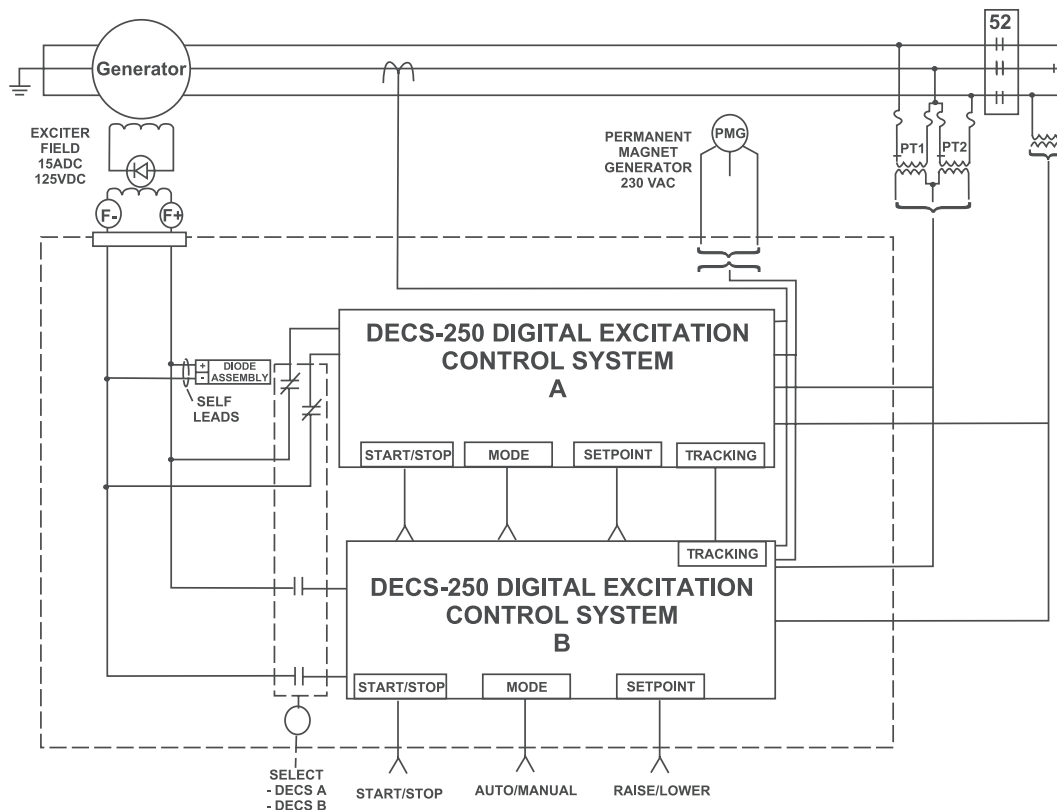 52
Generator
EXCITER
FIELD
15ADC
125VDC
PERMANENT
MAGNET
GENERATOR
230 VAC
PMG
PT1
PT2
F-
F+
DECS-250 DIGITAL EXCITATION
CONTROL SYSTEM
A
+
-
DIODE
ASSEMBLY
SELF
LEADS
START/STOP
MODE
SETPOINT
TRACKING
TRACKING
DECS-250 DIGITAL EXCITATION
CONTROL SYSTEM
B
START/STOP
MODE
SETPOINT
SELECT
- DECS A
- DECS B
START/STOP
AUTO/MANUAL
RAISE/LOWER